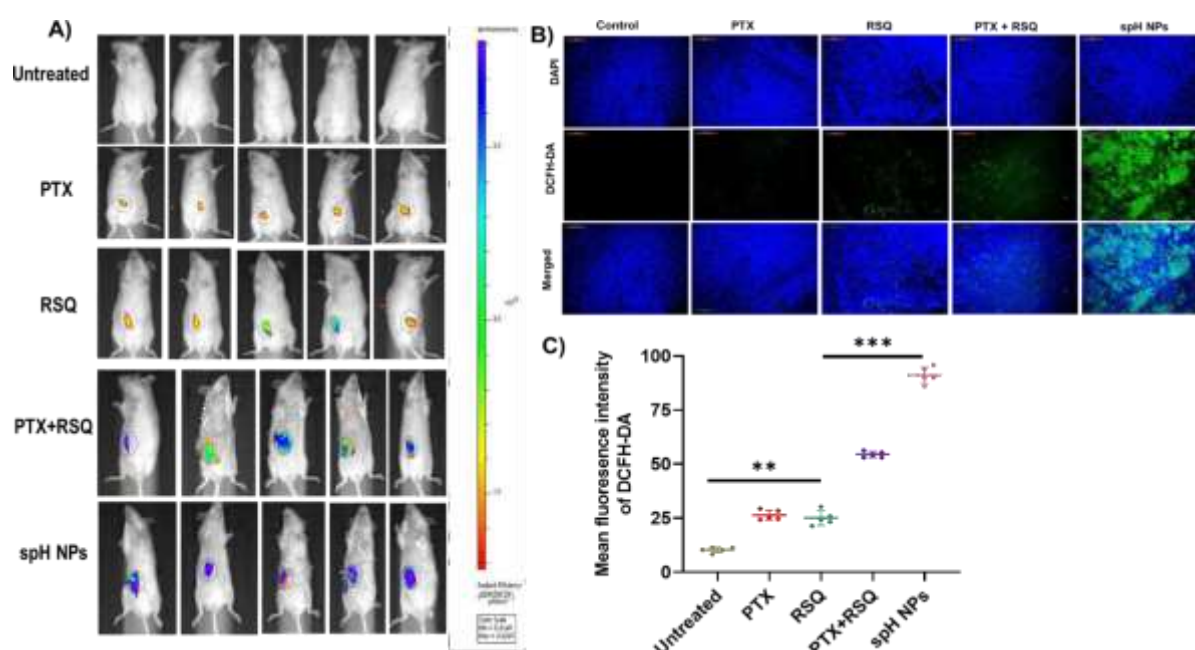 A)
Untreated
PTX
RSQ
PTX+RSQ
spH NPs
B)
Control
PTX
RSQ
PTX + RSQ
spH NPs
DAPI
DCFH-DA
Merged
C)
Mean fluoresence intensity
of DCFH-DA
100
75
50
25
0
**
***
Untreated
PTX
RSQ
PTX+RSQ
spH NPs